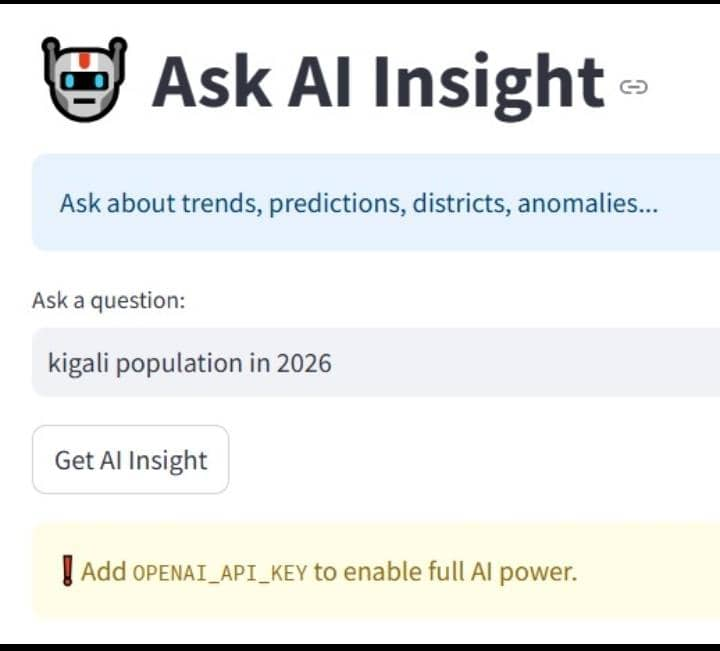 Ask AI Insight
Ask about trends, predictions, districts, anomalies...
Ask a question:
kigali population in 2026
Get AI Insight
❗Add OPENAI_API_KEY to enable full AI power.